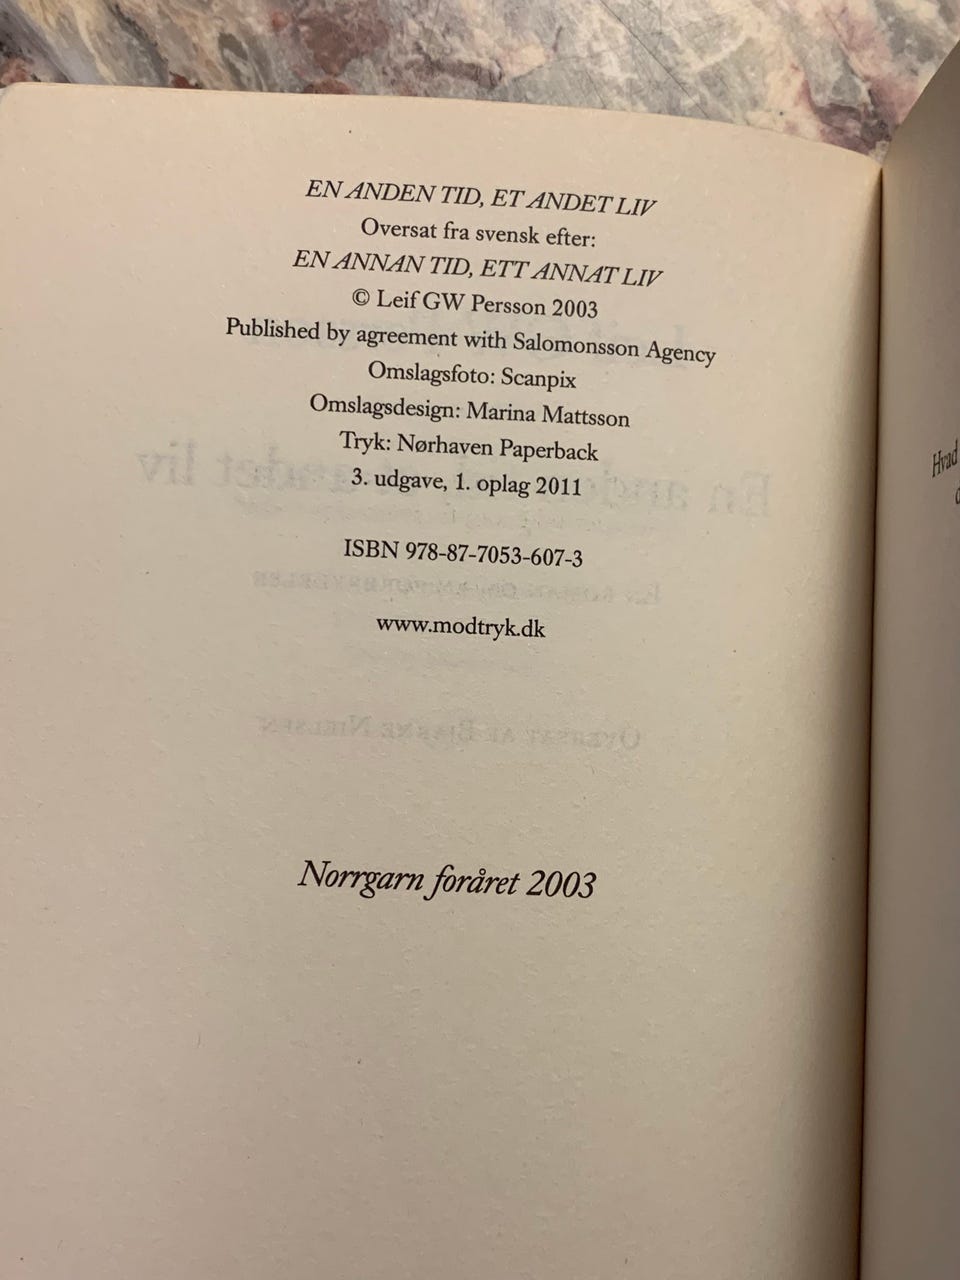 EN ANDEN TID, ET ANDET LIV
Oversat fra svensk efter:
EN ANNAN TID, ETT ANNAT LIV
© Leif GW Persson 2003
Published by agreement with Salomonsson Agency
Omslagsfoto: Scanpix
Omslagsdesign: Marina Mattsson
Tryk: Nørhaven Paperback
3. udgave, 1. oplag 2011
ISBN 978-87-7053-607-3
www.modtryk.dk
Norrgarn foråret 2003
Hvad